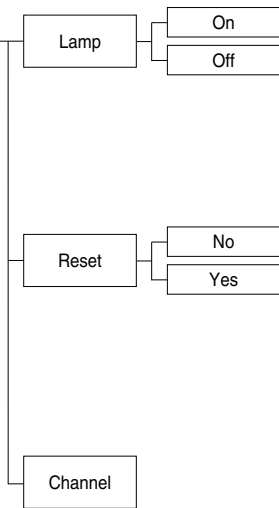 Lamp
On
Off
Reset
No
Yes
Channel